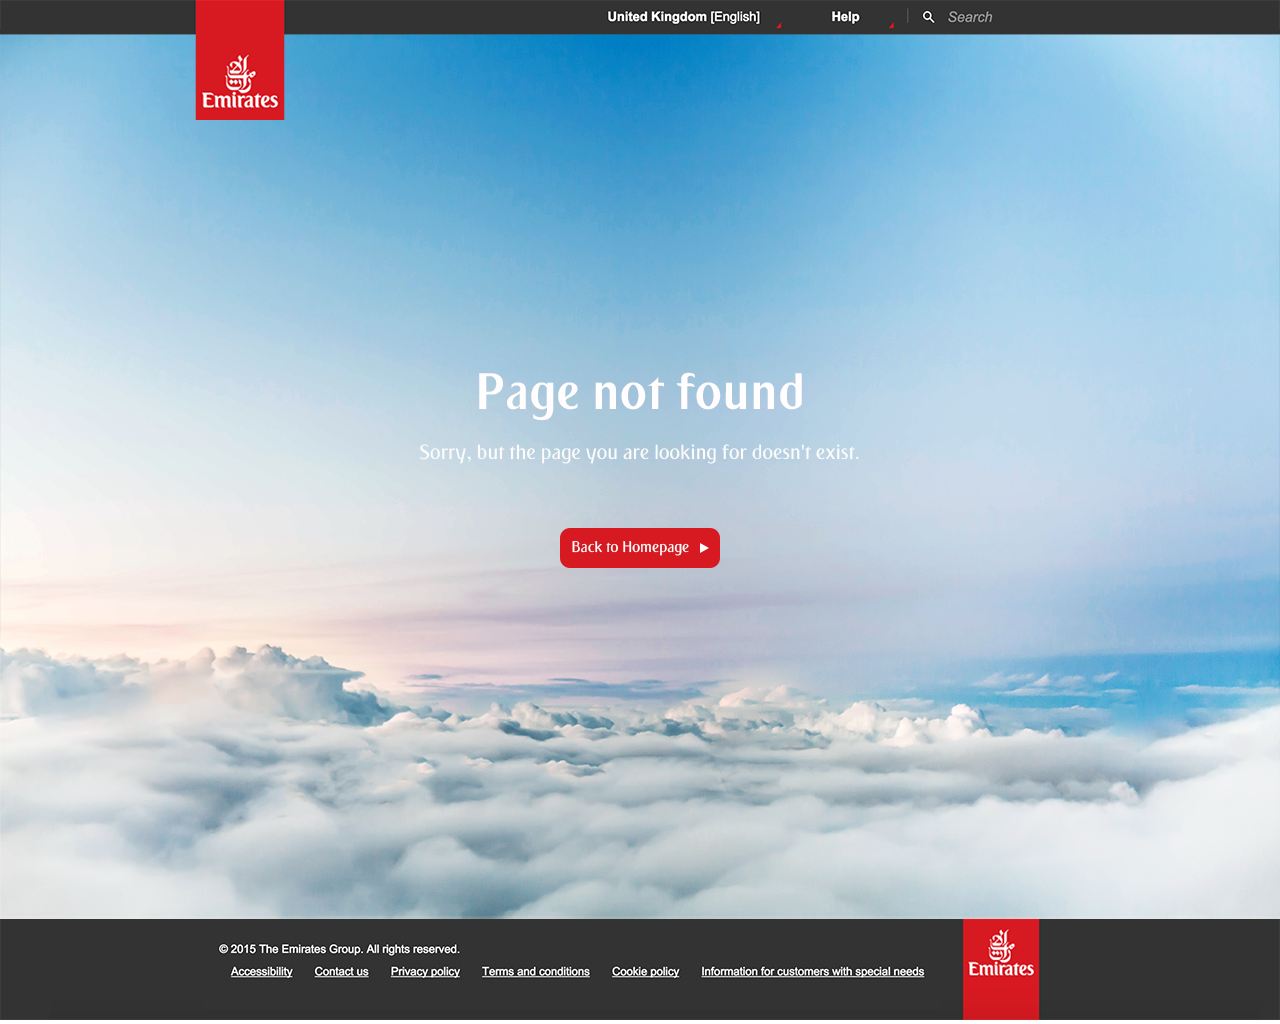 United Kingdom [English]
Help
Search
Emirates
Page not found
Sorry, but the page you are looking for doesn't exist.
Back to Homepage
© 2015 The Emirates Group. All rights reserved.
Accessibility Contact us Privacy policy Terms and conditions Cookie policy Information for customers with special needs
Emirates